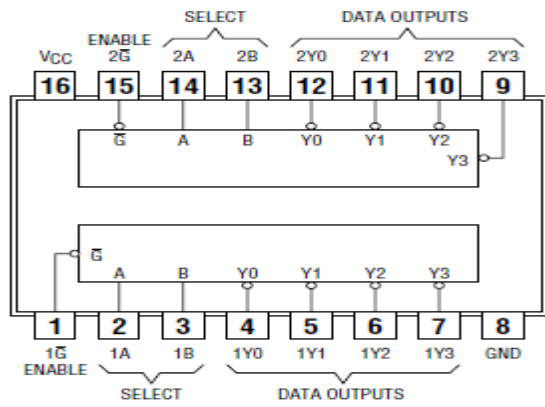 SELECT DATA OUTPUTS
ENABLE
VCC 2G̅ 2A 2B 2Y0 2Y1 2Y2 2Y3
16 15 14 13 12 11 10 9
G̅ A B Y0 Y1 Y2
Y3
G̅
A B Y0 Y1 Y2 Y3
1 2 3 4 5 6 7 8
1G̅ 1A 1B 1Y0 1Y1 1Y2 1Y3 GND
ENABLE
SELECT DATA OUTPUTS